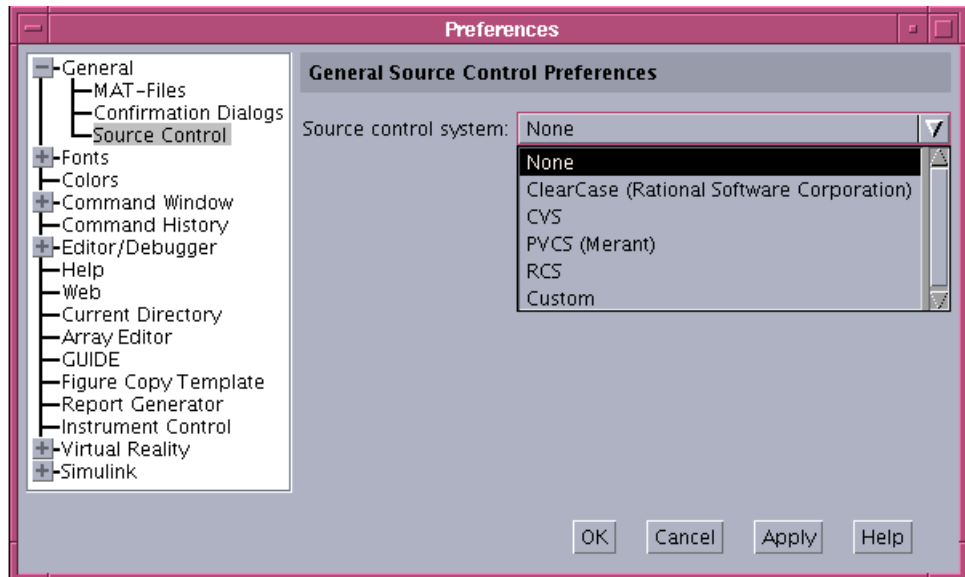 Preferences
General
MAT-Files
Confirmation Dialogs
Source Control
Fonts
Colors
Command Window
Command History
Editor/Debugger
Help
Web
Current Directory
Array Editor
GUIDE
Figure Copy Template
Report Generator
Instrument Control
Virtual Reality
Simulink
General Source Control Preferences
Source control system: None
None
ClearCase (Rational Software Corporation)
CVS
PVCS (Merant)
RCS
Custom
OK Cancel Apply Help